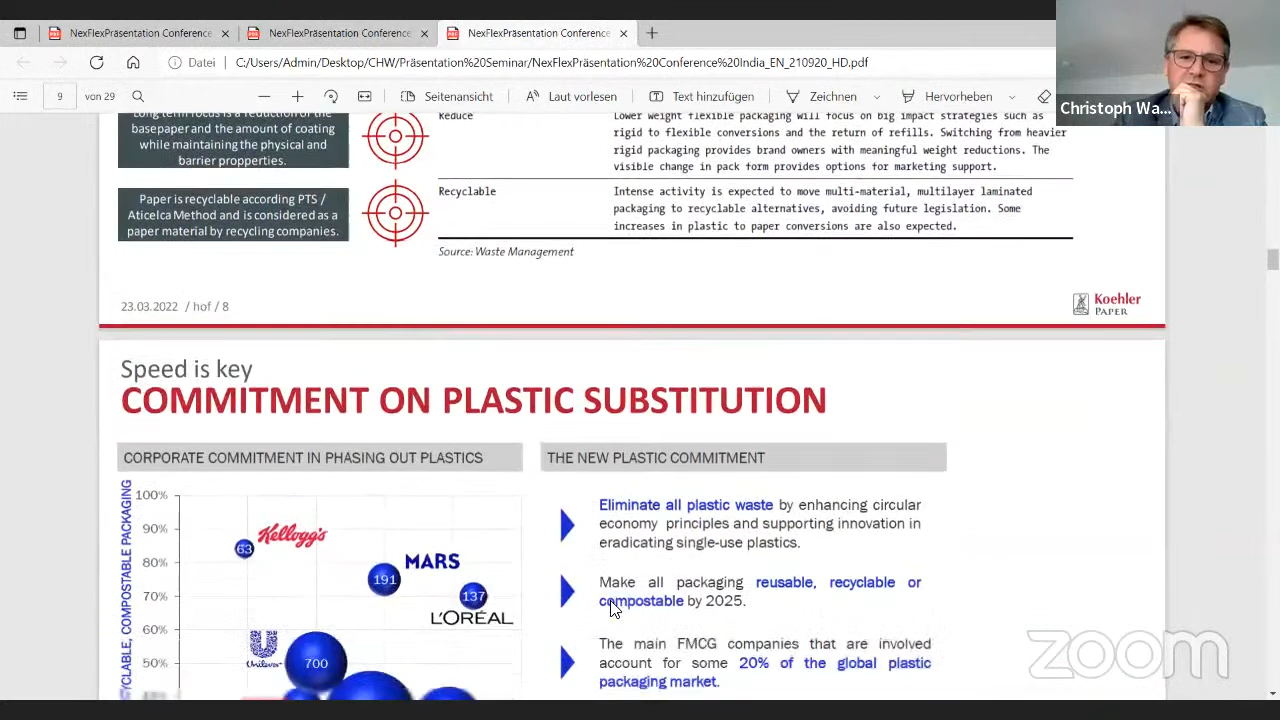 NexFlexPräsentation Conference
NexFlexPräsentation Conference
NexFlexPräsentation Conference
Datei
C:/Users/Admin/Desktop/CHW/Präsentation%20Seminar/NexFlexPräsentation%20Conference%20India_EN_210920_HD.pdf
9
von 29
Seitenansicht
Laut vorlesen
Text hinzufügen
Zeichnen
Hervorheben
Christoph Wa...
Long term focus is a reduction of the
basepaper and the amount of coating
while maintaining the physical and
barrier propperties.
Reduce
Lower weight flexible packaging will focus on big impact strategies such as
rigid to flexible conversions and the return of refills. Switching from heavier
rigid packaging provides brand owners with meaningful weight reductions. The
visible change in pack form provides options for marketing support.
Paper is recyclable according PTS /
Aticelca Method and is considered as a
paper material by recycling companies.
Recyclable
Intense activity is expected to move multi-material, multilayer laminated
packaging to recyclable alternatives, avoiding future legislation. Some
increases in plastic to paper conversions are also expected.
Source: Waste Management
23.03.2022 / hof / 8
Koehler
PAPER
Speed is key
COMMITMENT ON PLASTIC SUBSTITUTION
CORPORATE COMMITMENT IN PHASING OUT PLASTICS
CYCLABLE, COMPOSTABLE PACKAGING
100%
90%
80%
70%
60%
50%
63
Kellogg's
191
MARS
137
L'ORÉAL
Unilever
700
THE NEW PLASTIC COMMITMENT
Eliminate all plastic waste by enhancing circular
economy principles and supporting innovation in
eradicating single-use plastics.
Make all packaging reusable, recyclable or
compostable by 2025.
The main FMCG companies that are involved
account for some 20% of the global plastic
packaging market.
zoom